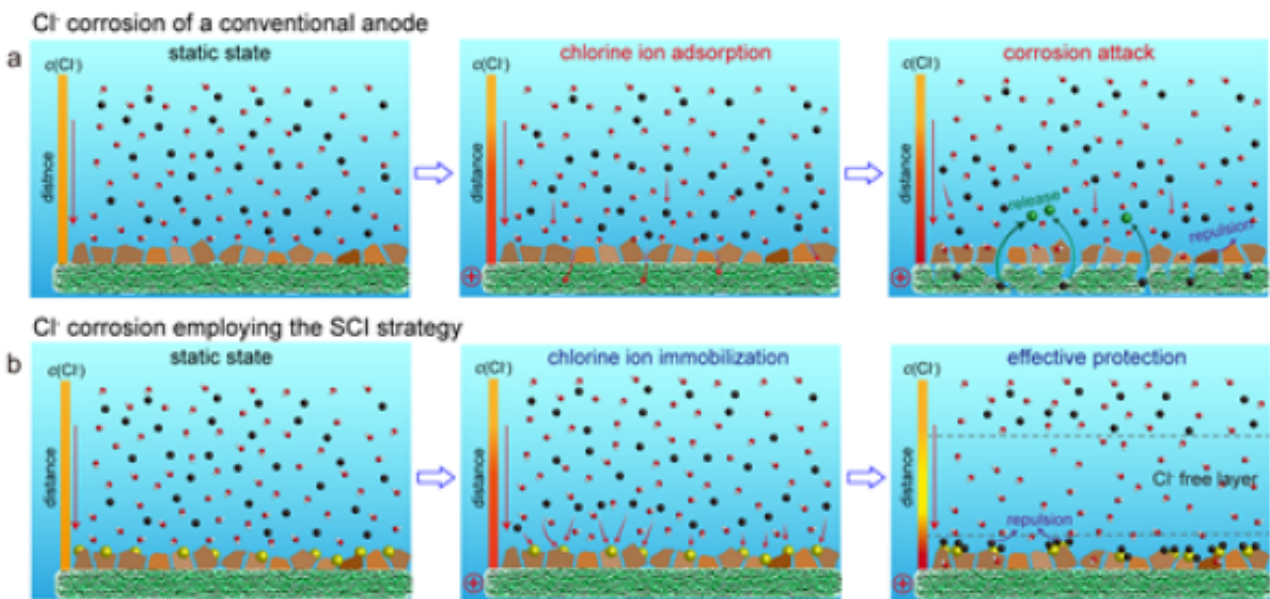 Cl⁻ corrosion of a conventional anode
a
static state
chlorine ion adsorption
corrosion attack
c(Cl⁻)
c(Cl⁻)
c(Cl⁻)
distnce
distance
distance
release
repulsion
Cl⁻ corrosion employing the SCI strategy
b
static state
chlorine ion immobilization
effective protection
c(Cl⁻)
c(Cl⁻)
c(Cl⁻)
distance
distance
distance
Cl⁻ free layer
repulsion